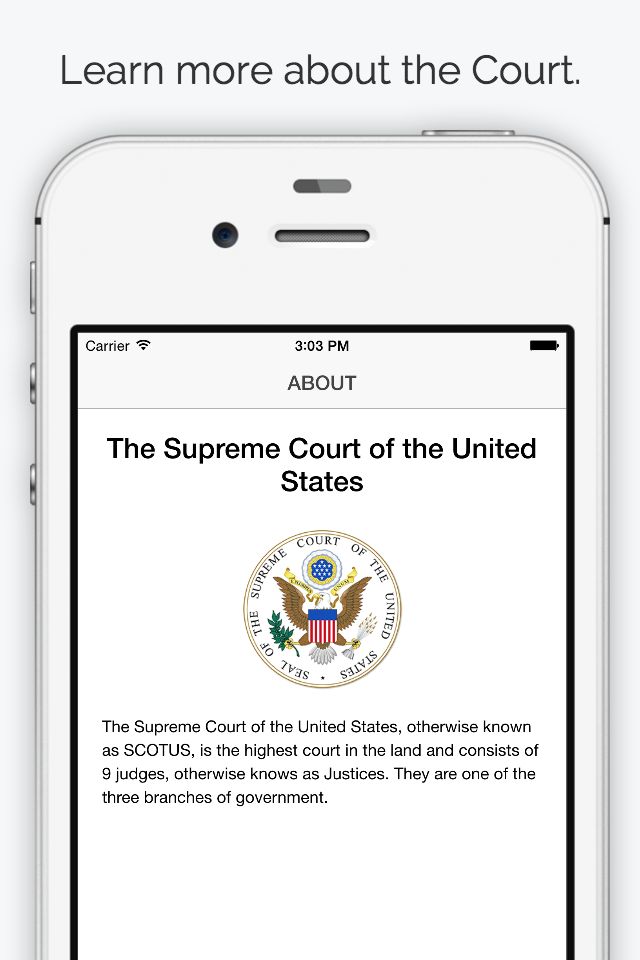 Learn more about the Court.
Carrier 3:03 PM
ABOUT
The Supreme Court of the United
States
SEAL OF THE SUPREME COURT OF THE UNITED STATES
The Supreme Court of the United States, otherwise known
as SCOTUS, is the highest court in the land and consists of
9 judges, otherwise knows as Justices. They are one of the
three branches of government.